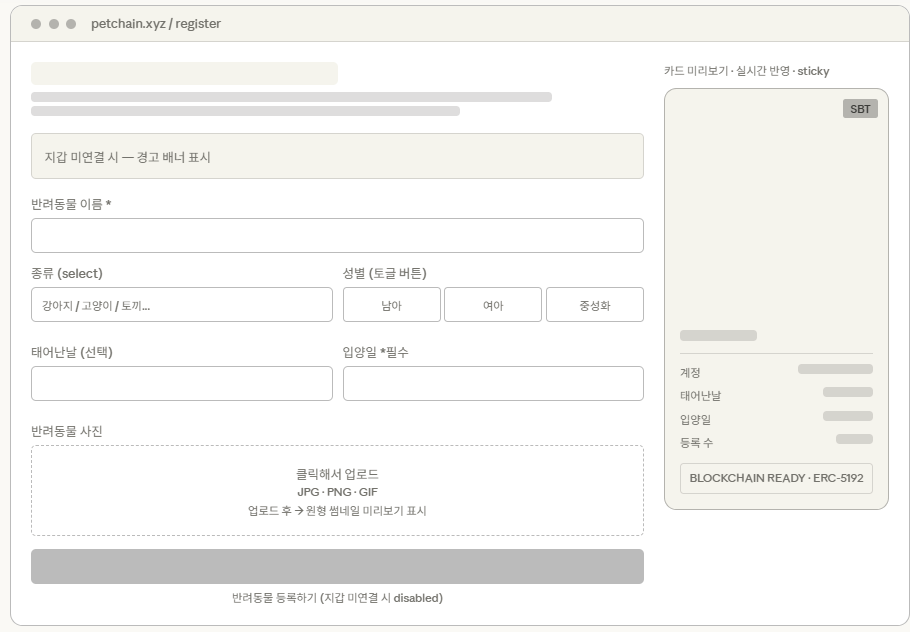 petchain.xyz / register
지갑 미연결 시 — 경고 배너 표시
반려동물 이름 *
종류 (select)
성별 (토글 버튼)
강아지 / 고양이 / 토끼...
남아
여아
중성화
태어난날 (선택)
입양일 *필수
반려동물 사진
클릭해서 업로드
JPG · PNG · GIF
업로드 후 → 원형 썸네일 미리보기 표시
반려동물 등록하기 (지갑 미연결 시 disabled)
카드 미리보기 · 실시간 반영 · sticky
SBT
계정
태어난날
입양일
등록 수
BLOCKCHAIN READY · ERC-5192